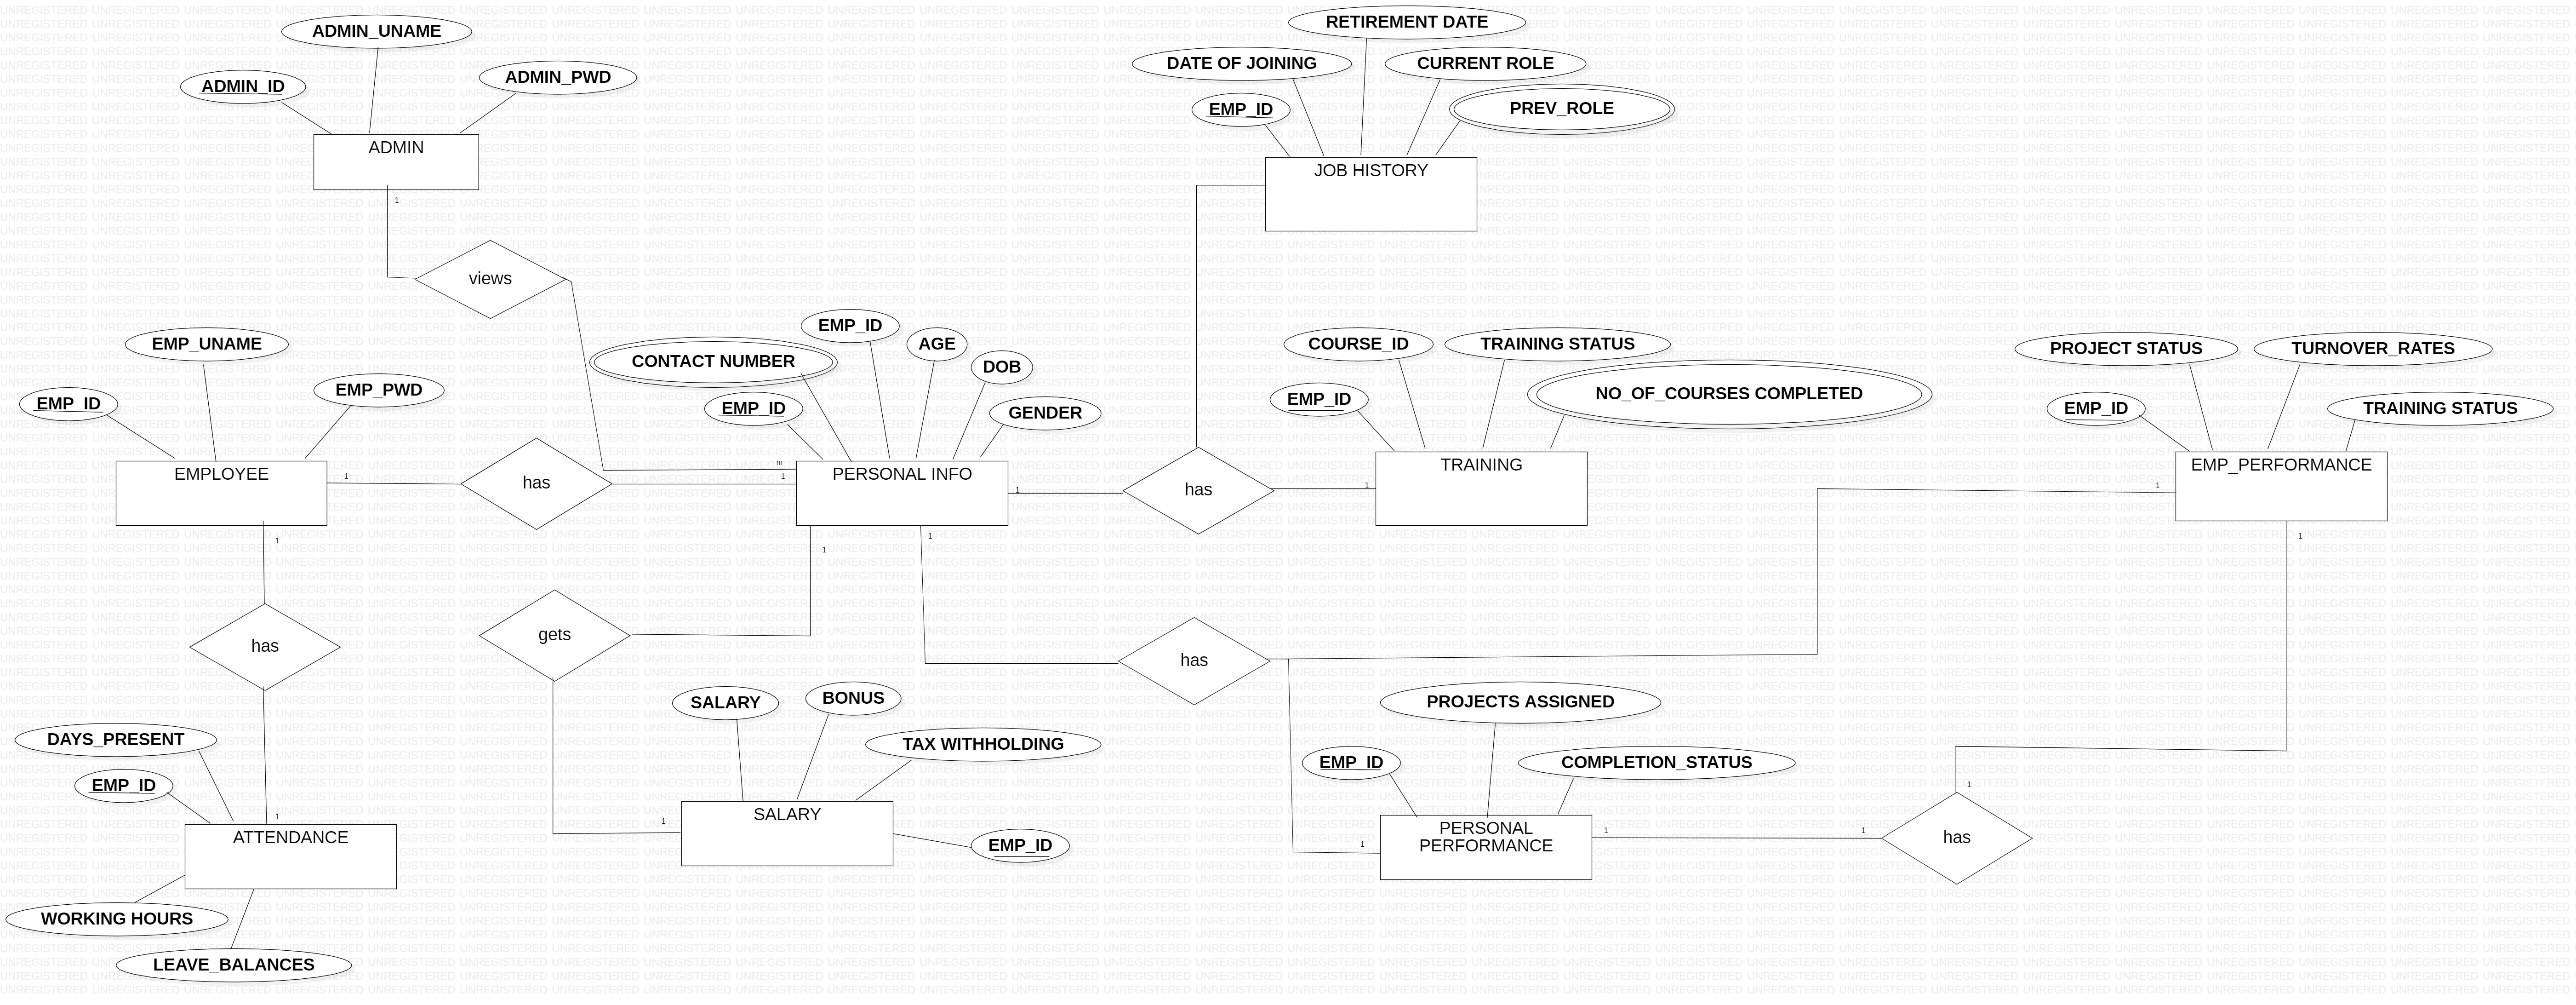 ADMIN_UNAME
ADMIN_ID
ADMIN_PWD
ADMIN
1
views
RETIREMENT DATE
DATE OF JOINING
CURRENT ROLE
EMP_ID
PREV_ROLE
JOB HISTORY
EMP_UNAME
EMP_ID
EMP_PWD
EMPLOYEE
1
has
1
m
1
CONTACT NUMBER
EMP_ID
EMP_ID
AGE
DOB
GENDER
PERSONAL INFO
1
has
1
COURSE_ID
TRAINING STATUS
EMP_ID
NO_OF_COURSES COMPLETED
TRAINING
PROJECT STATUS
TURNOVER_RATES
EMP_ID
TRAINING STATUS
EMP_PERFORMANCE
1
1
1
1
has
gets
has
DAYS_PRESENT
EMP_ID
1
ATTENDANCE
WORKING HOURS
LEAVE_BALANCES
SALARY
BONUS
TAX WITHHOLDING
1
SALARY
EMP_ID
PROJECTS ASSIGNED
EMP_ID
COMPLETION_STATUS
1
PERSONAL
PERFORMANCE
1
1
1
has
UNREGISTERED